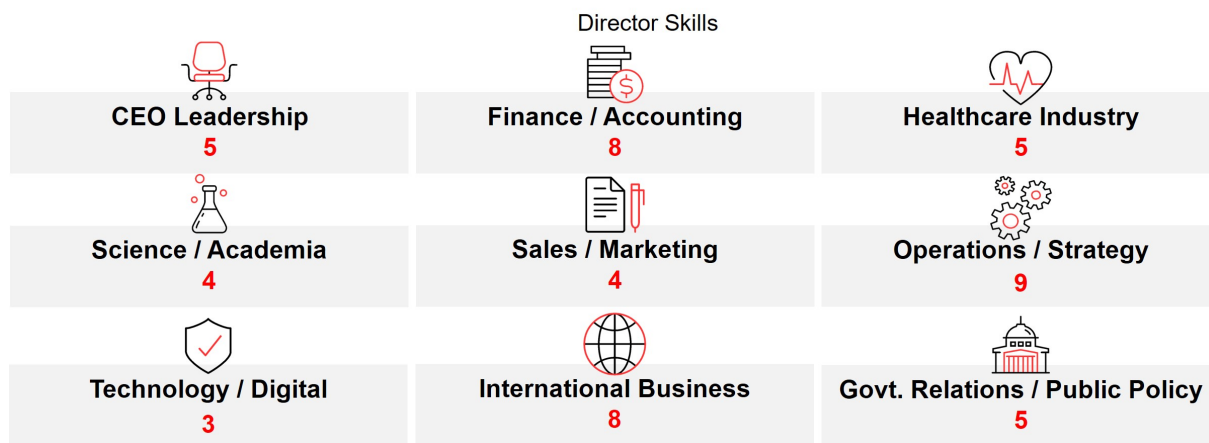 Director Skills
$
CEO Leadership
5
Finance / Accounting
8
Healthcare Industry
5
Science / Academia
4
Sales / Marketing
4
Operations / Strategy
9
Technology / Digital
3
International Business
8
Govt. Relations / Public Policy
5